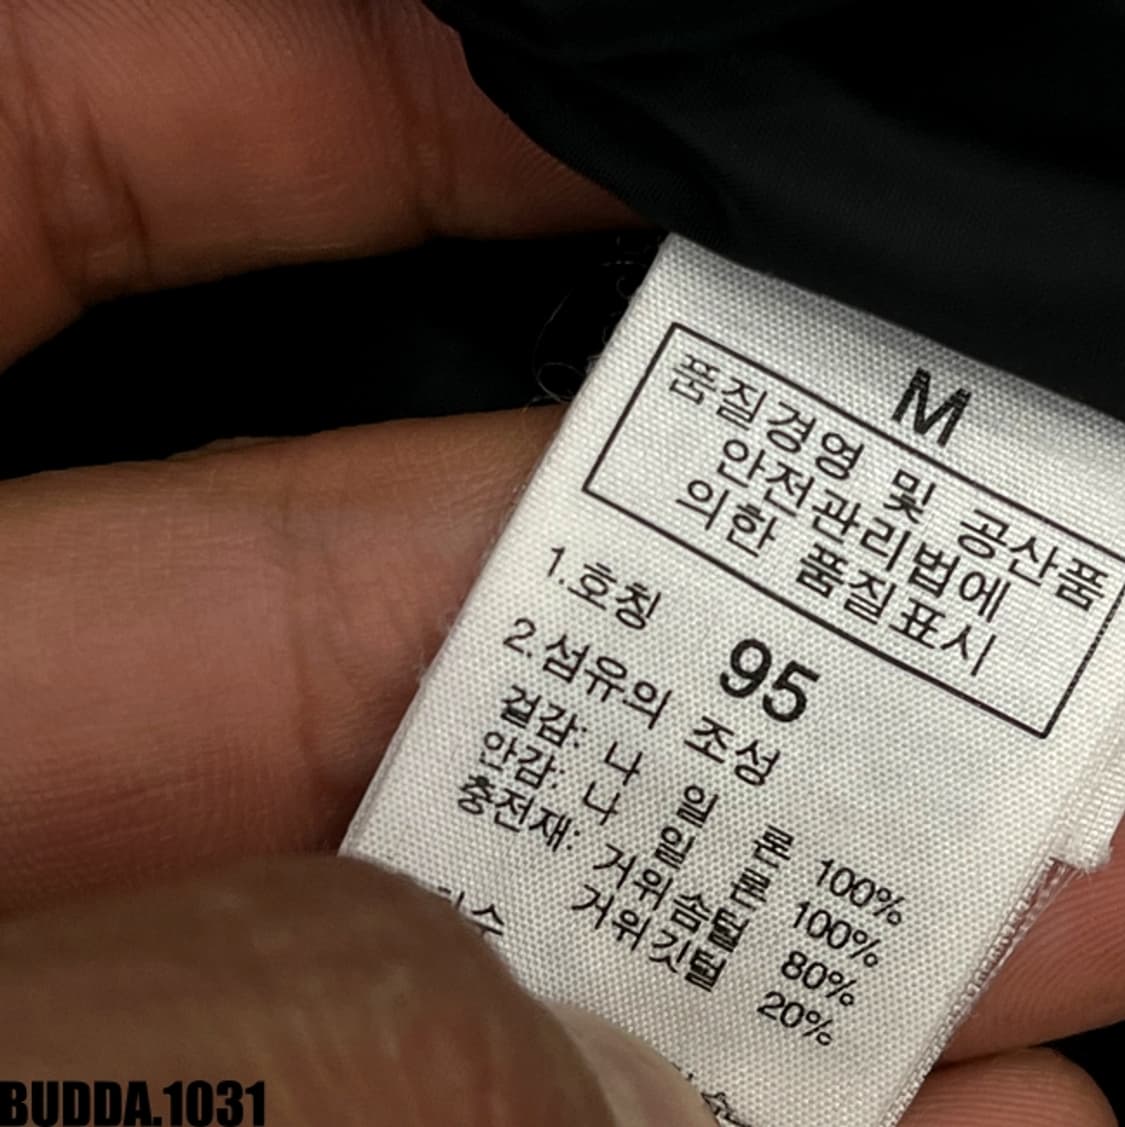 M
품질경영 및 공산품
안전관리법에
의한 품질표시
1.호칭 95
2.섬유의 조성
겉감: 나 일 론 100%
안감: 나 일 론 100%
충전재: 거위솜털 80%
거위깃털 20%
BUDDA.1031